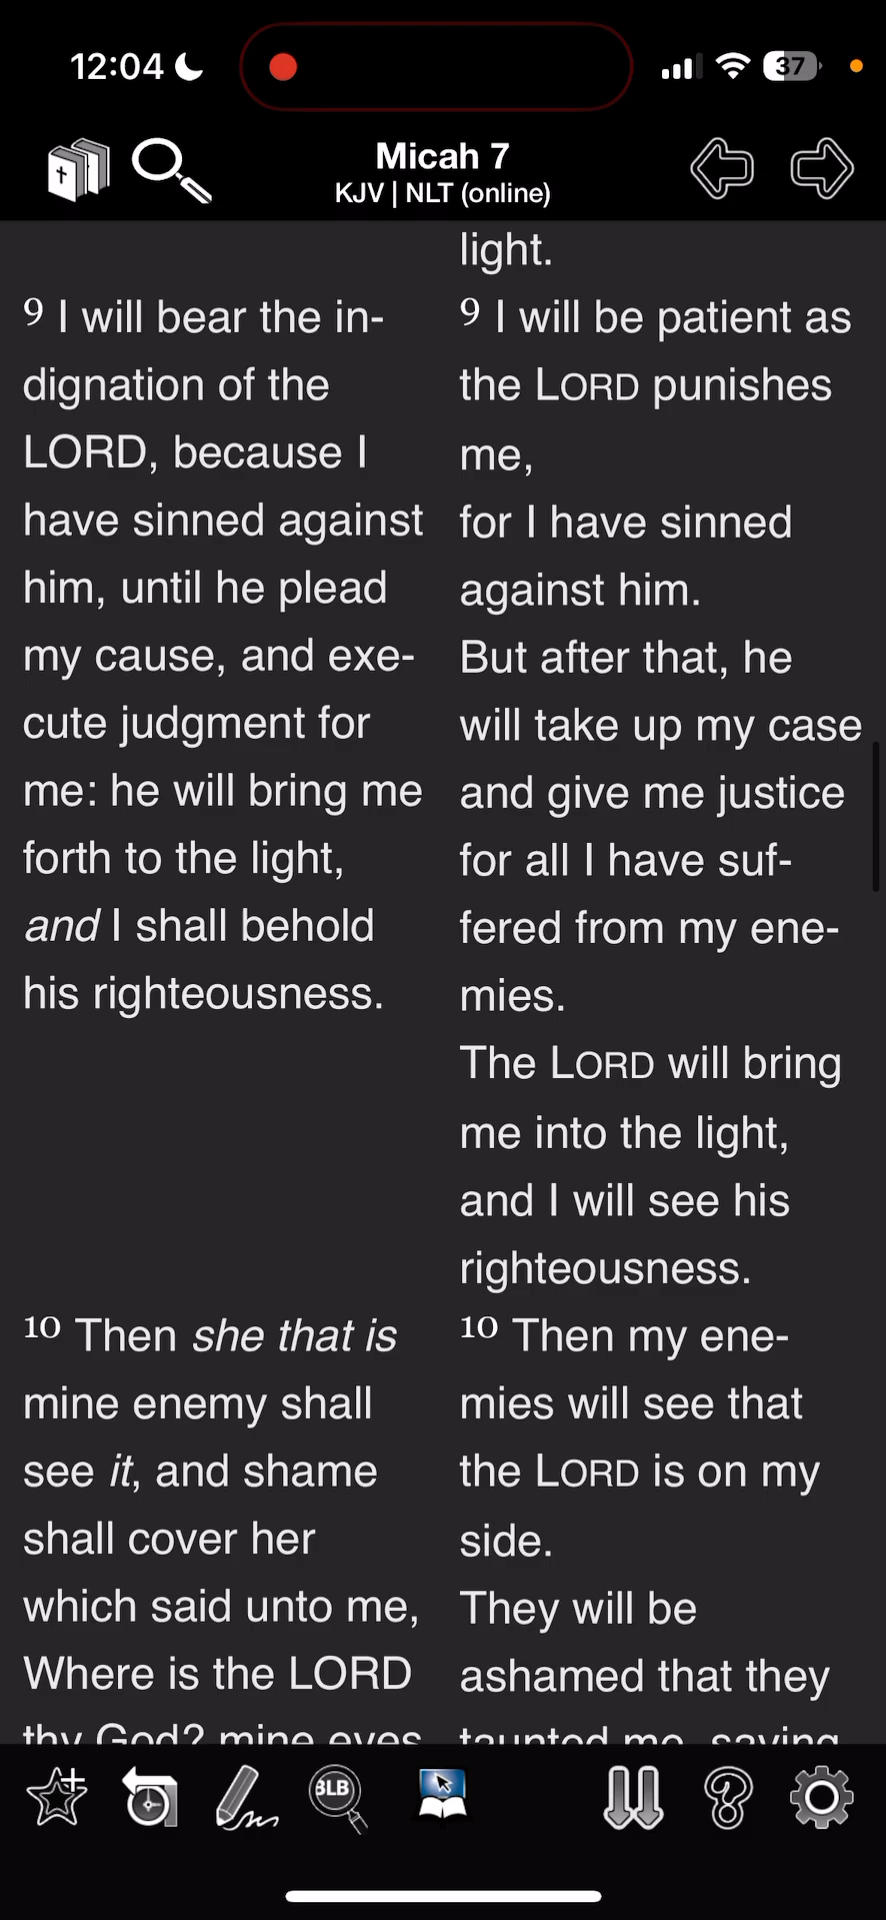 12:04
37
Micah 7
KJV | NLT (online)
9 I will bear the in-
dignation of the
LORD, because I
have sinned against
him, until he plead
my cause, and exe-
cute judgment for
me: he will bring me
forth to the light,
and I shall behold
his righteousness.
10 Then she that is
mine enemy shall
see it, and shame
shall cover her
which said unto me,
Where is the LORD
thy God? mine eyes
light.
9 I will be patient as
the LORD punishes
me,
for I have sinned
against him.
But after that, he
will take up my case
and give me justice
for all I have suf-
fered from my ene-
mies.
The LORD will bring
me into the light,
and I will see his
righteousness.
10 Then my ene-
mies will see that
the LORD is on my
side.
They will be
ashamed that they
taunted me, saying
BLB